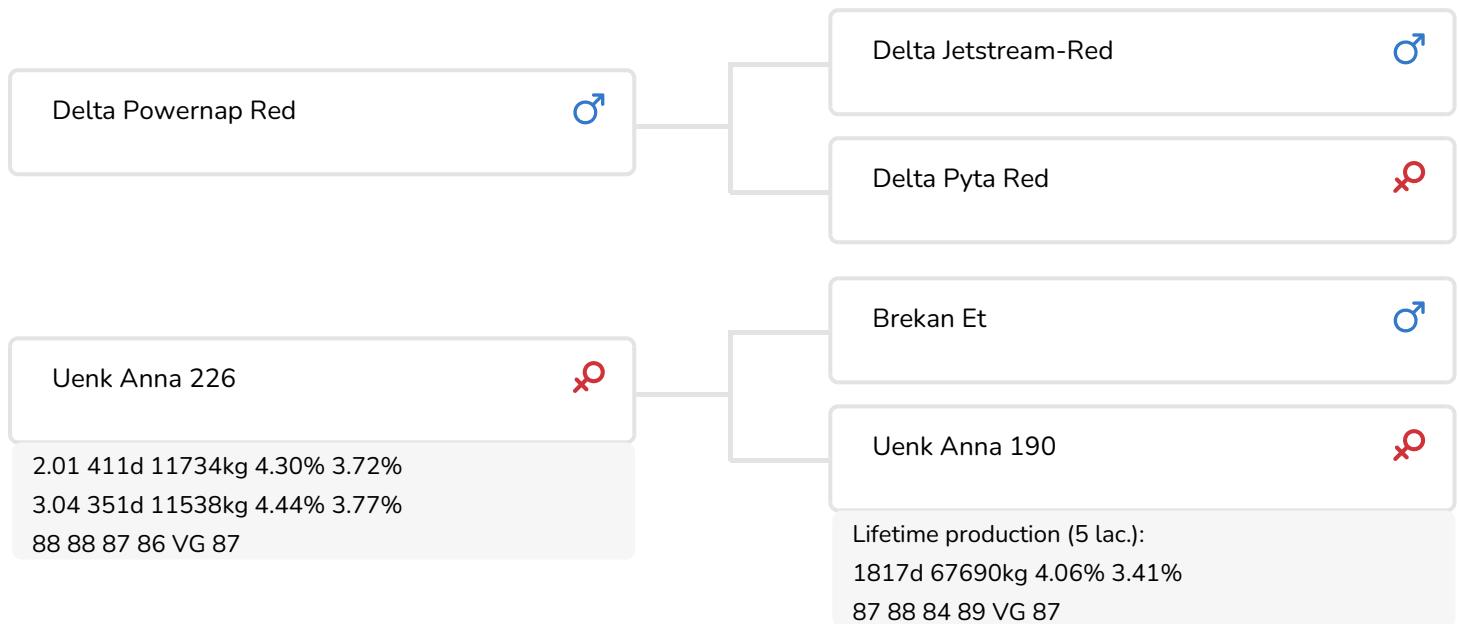 Delta Powernap Red
Delta Jetstream-Red
Delta Pyta Red
Uenk Anna 226
2.01 411d 11734kg 4.30% 3.72%
3.04 351d 11538kg 4.44% 3.77%
88 88 87 86 VG 87
Brekan Et
Uenk Anna 190
Lifetime production (5 lac.):
1817d 67690kg 4.06% 3.41%
87 88 84 89 VG 87